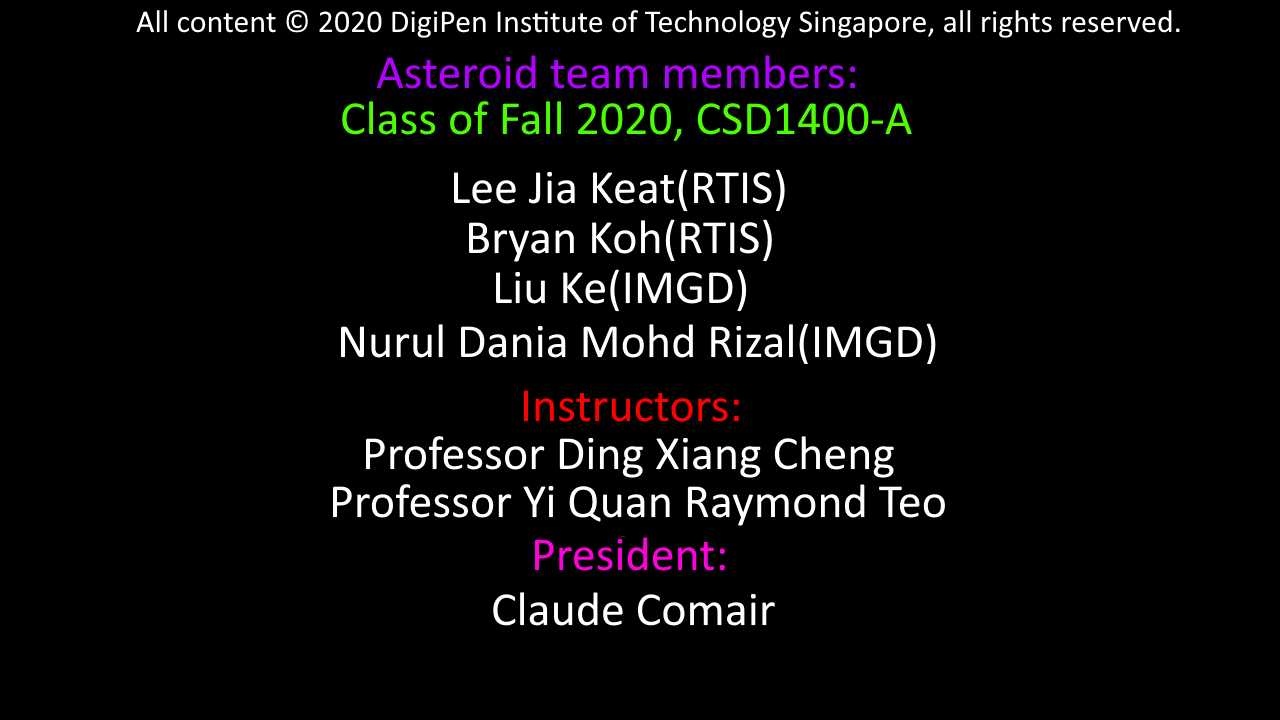 All content © 2020 DigiPen Institute of Technology Singapore, all rights reserved.
Asteroid team members:
Class of Fall 2020, CSD1400-A
Lee Jia Keat(RTIS)
Bryan Koh(RTIS)
Liu Ke(IMGD)
Nurul Dania Mohd Rizal(IMGD)
Instructors:
Professor Ding Xiang Cheng
Professor Yi Quan Raymond Teo
President:
Claude Comair